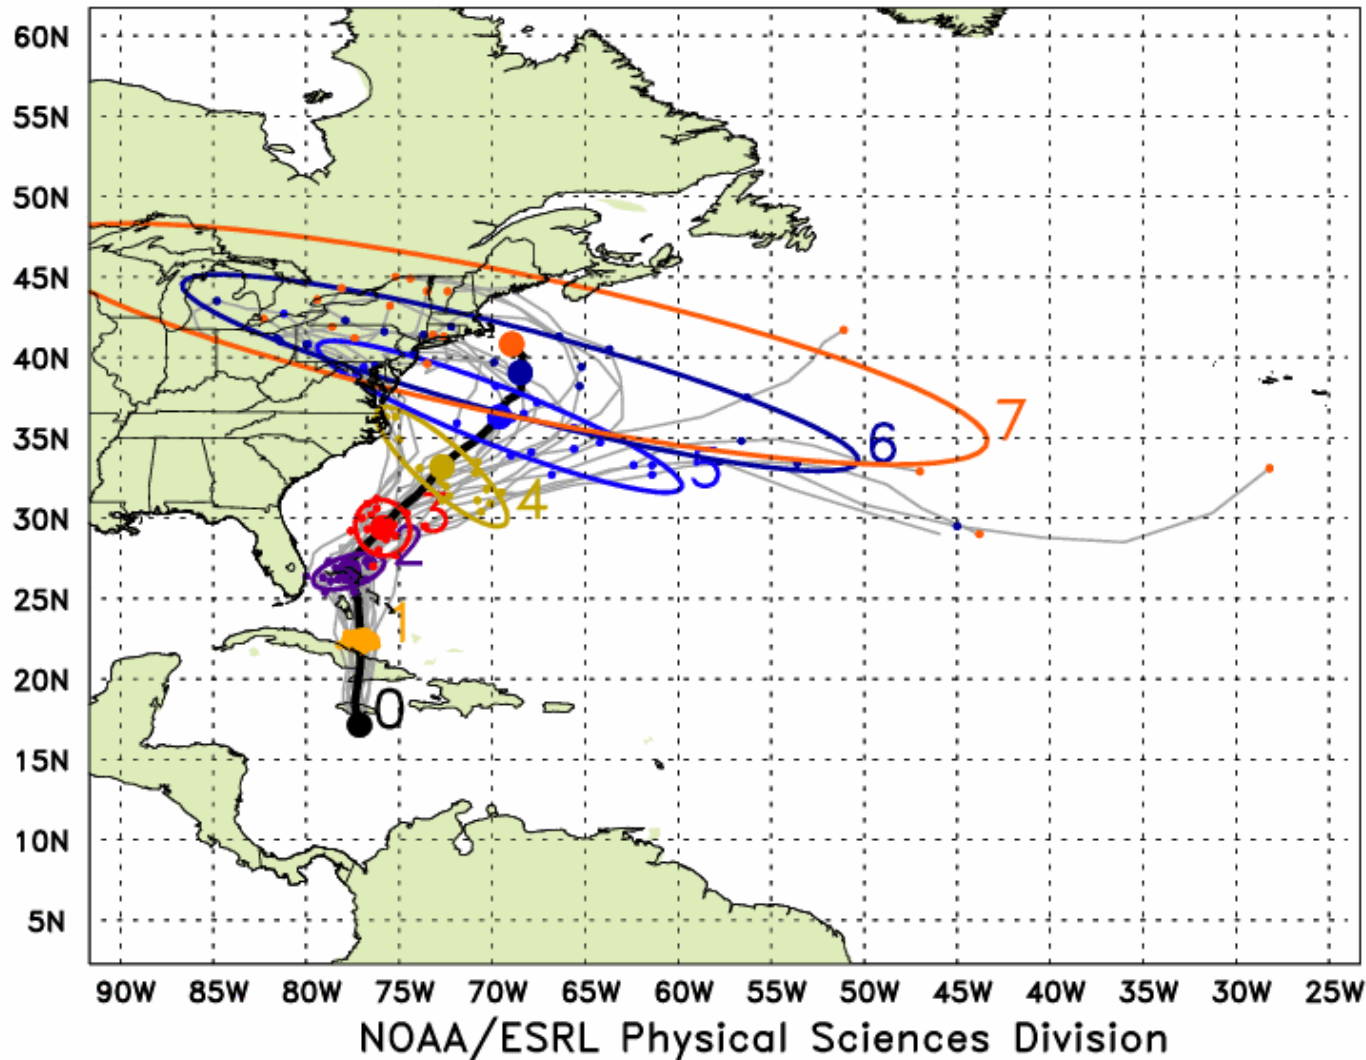 60N
55N
50N
45N
40N
35N
30N
25N
20N
15N
10N
5N
7
6
5
4
3
2
1
0
90W 85W 80W 75W 70W 65W 60W 55W 50W 45W 40W 35W 30W 25W
NOAA/ESRL Physical Sciences Division